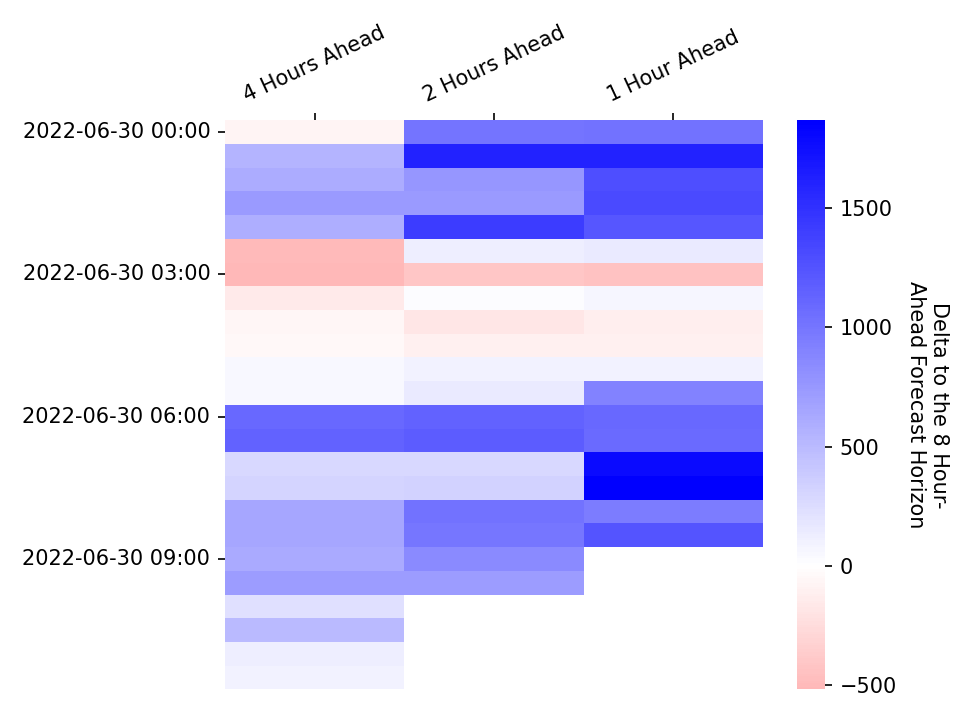 4 Hours Ahead
2 Hours Ahead
1 Hour Ahead
2022-06-30 00:00
2022-06-30 03:00
2022-06-30 06:00
2022-06-30 09:00
1500
1000
500
0
−500
Delta to the 8 Hour-
Ahead Forecast Horizon